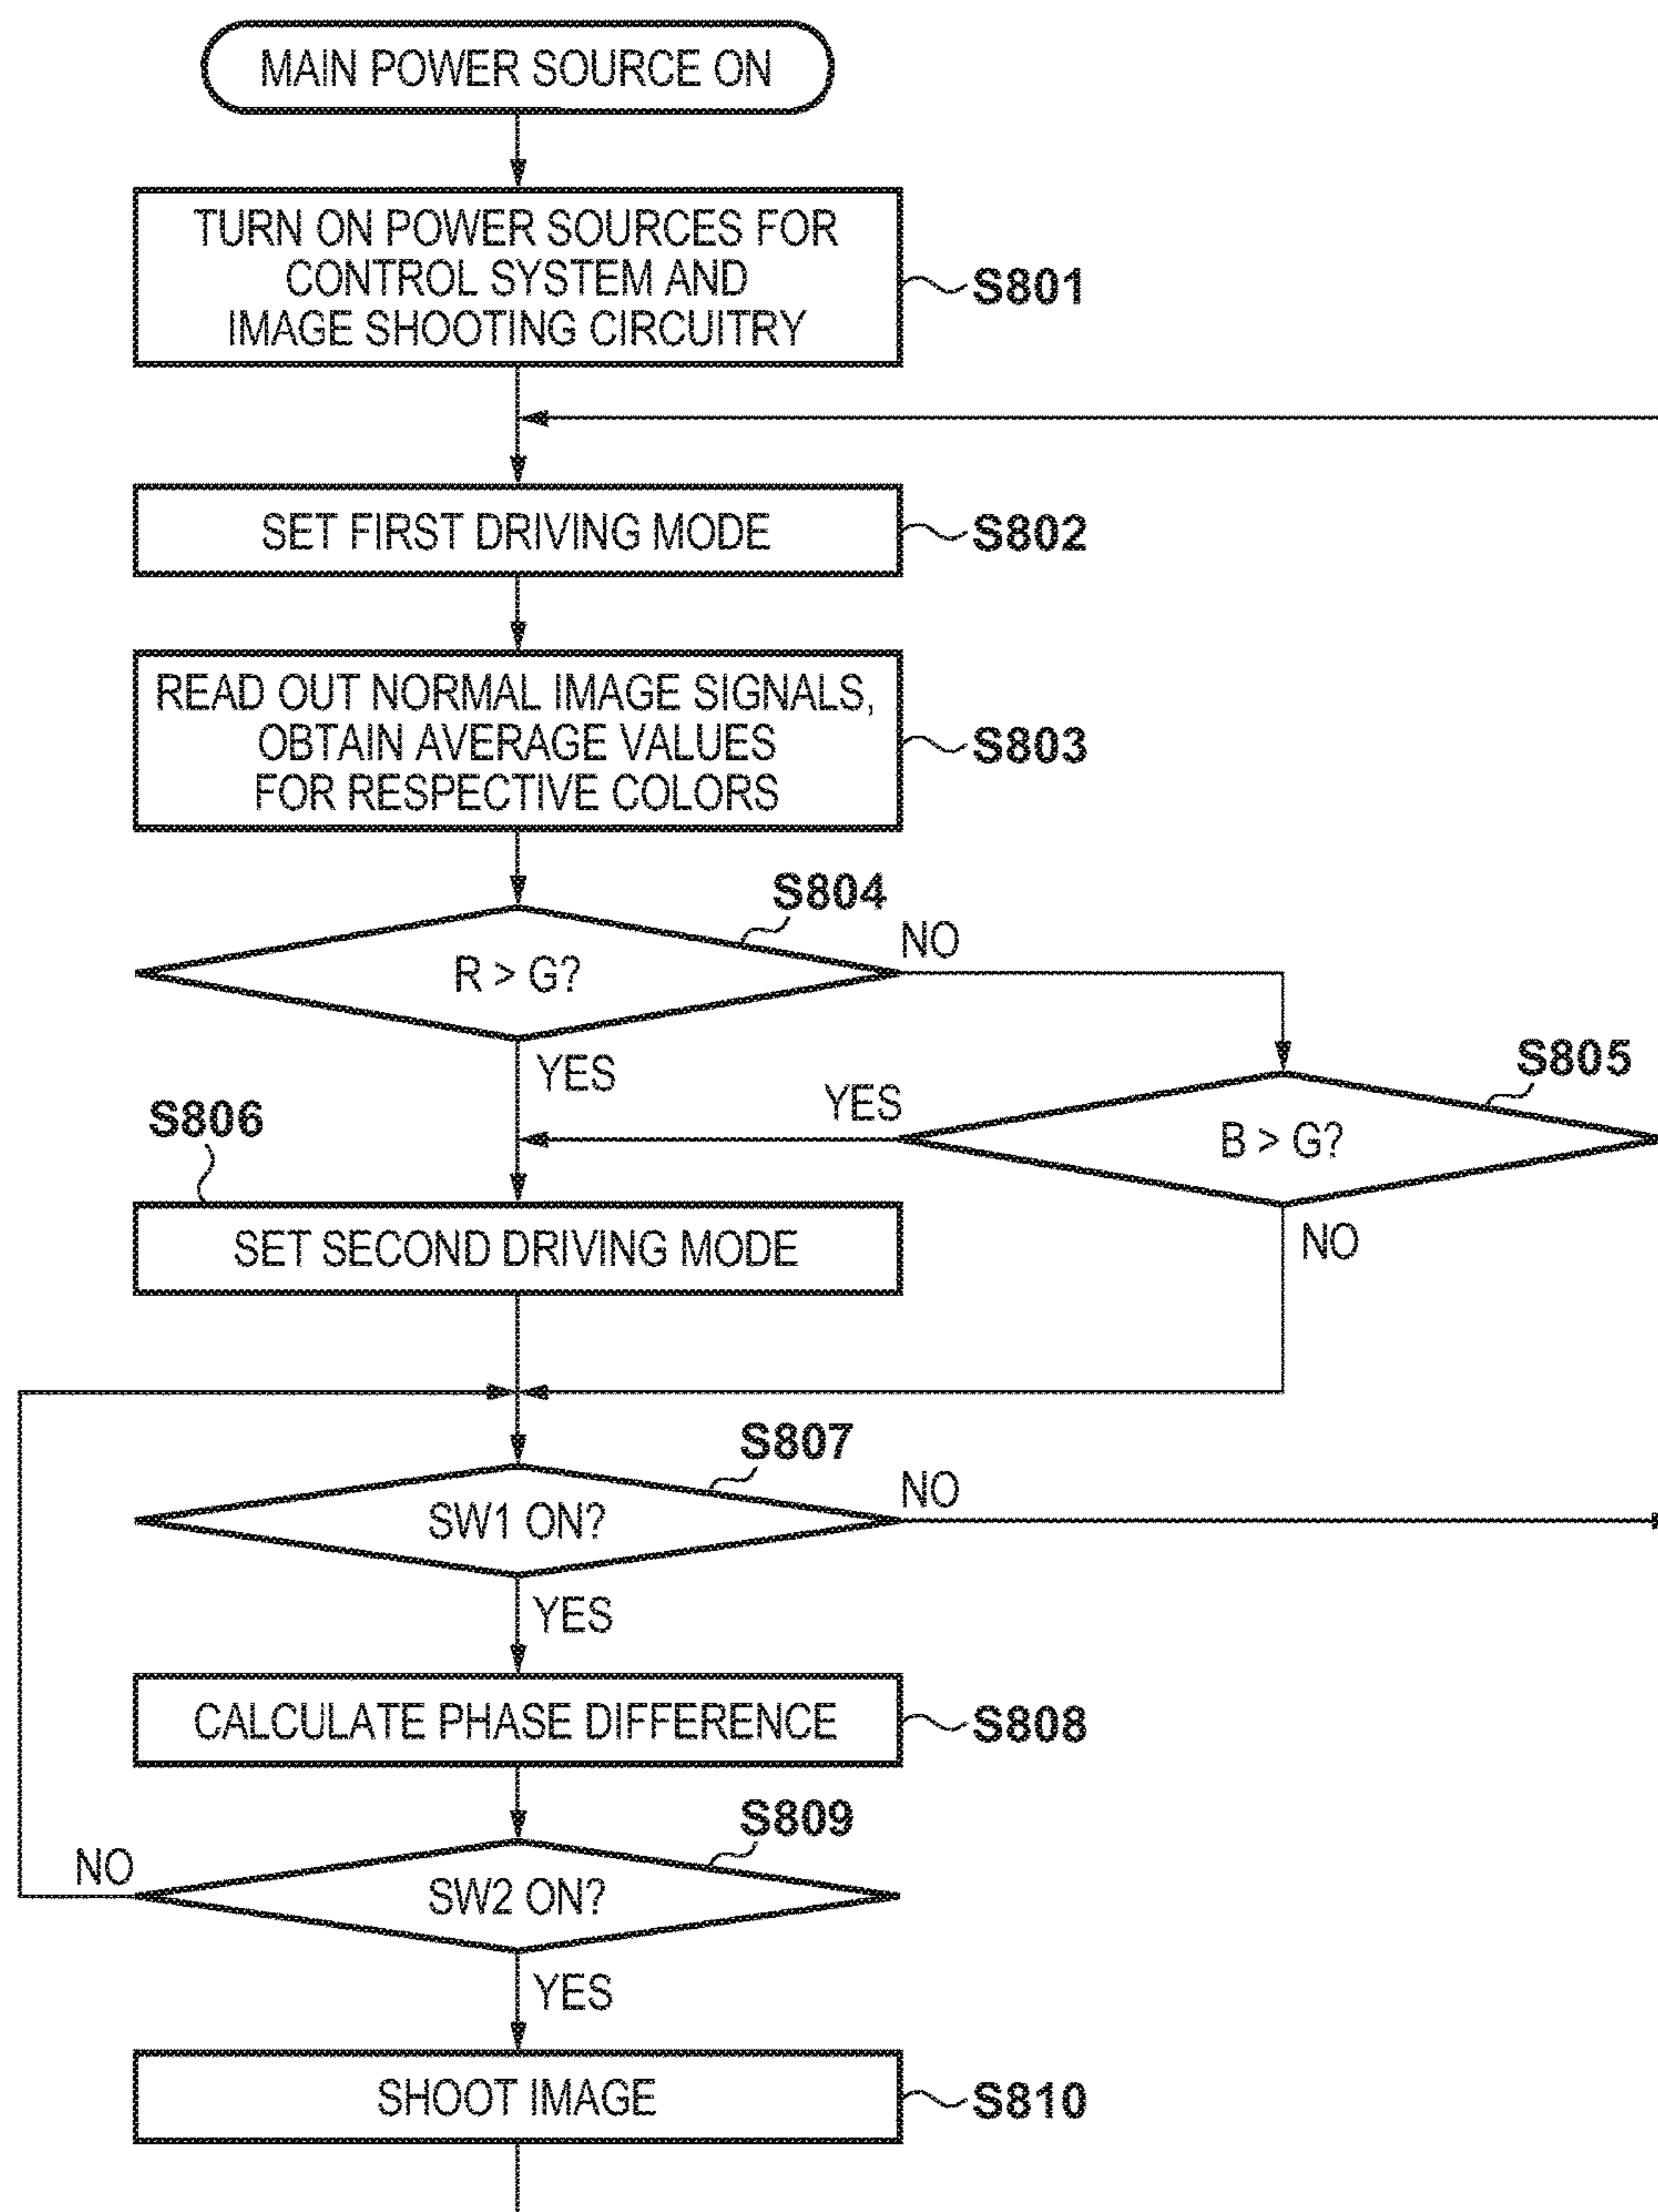 MAIN POWER SOURCE ON
TURN ON POWER SOURCES FOR
CONTROL SYSTEM AND
IMAGE SHOOTING CIRCUITRY
S801
SET FIRST DRIVING MODE
S802
READ OUT NORMAL IMAGE SIGNALS,
OBTAIN AVERAGE VALUES
FOR RESPECTIVE COLORS
S803
S804
R > G?
NO
YES
S805
B > G?
YES
NO
S806
SET SECOND DRIVING MODE
S807
SW1 ON?
NO
YES
CALCULATE PHASE DIFFERENCE
S808
S809
SW2 ON?
NO
YES
SHOOT IMAGE
S810